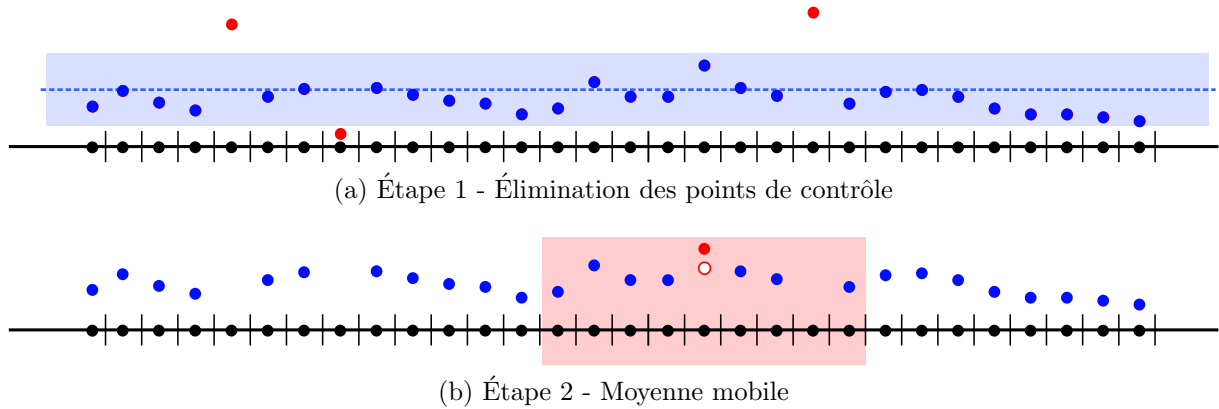 (a) Étape 1 - Élimination des points de contrôle
(b) Étape 2 - Moyenne mobile